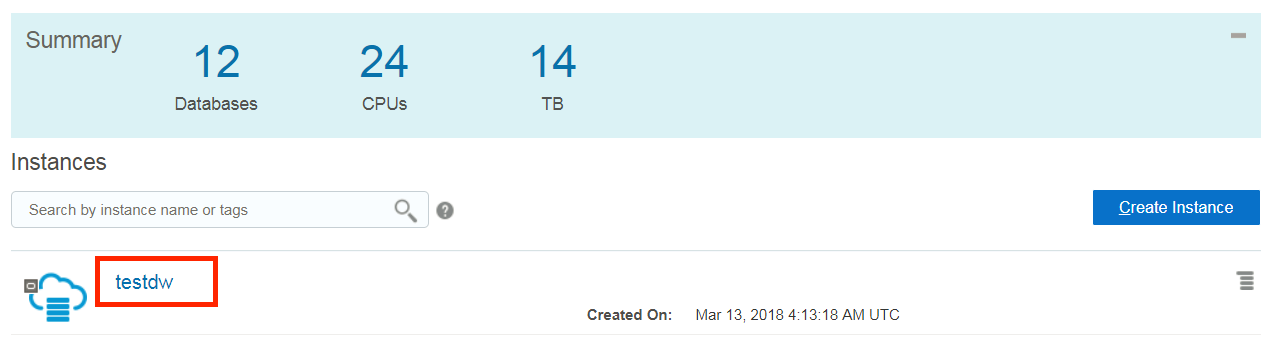 Summary
12 24 14
Databases CPUs TB
Instances
Search by instance name or tags ?
Create Instance
testdw
Created On: Mar 13, 2018 4:13:18 AM UTC